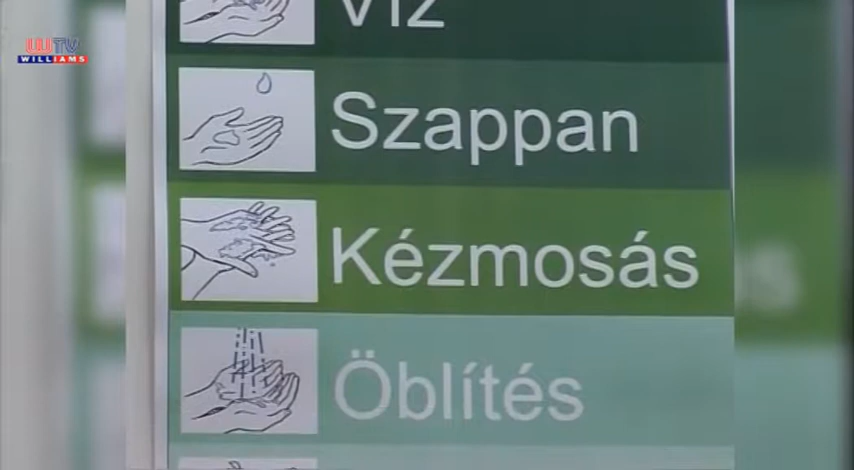 WTV
WILLIAMS
Víz
Szappan
Kézmosás
Öblítés